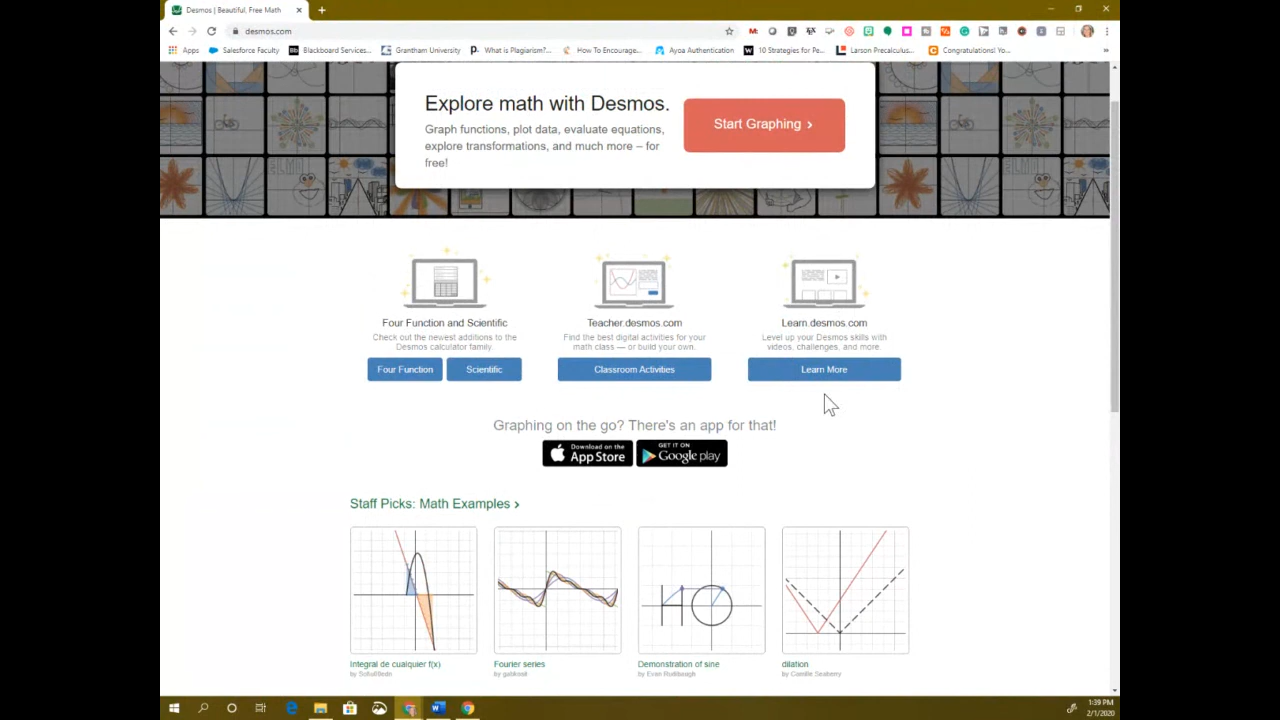 Desmos | Beautiful, Free Math
desmos.com
Apps Salesforce Faculty Blackboard Services... Grantham University What is Plagiarism?... How To Encourage... Ayoa Authentication 10 Strategies for Pe... Larson Precalculus... Congratulations! Yo...
Explore math with Desmos.
Graph functions, plot data, evaluate equations,
explore transformations, and much more – for
free!
Start Graphing ›
Four Function and Scientific
Check out the newest additions to the
Desmos calculator family.
Four Function Scientific
Teacher.desmos.com
Find the best digital activities for your
math class — or build your own.
Classroom Activities
Learn.desmos.com
Level up your Desmos skills with
videos, challenges, and more.
Learn More
Graphing on the go? There's an app for that!
Download on the
App Store
GET IT ON
Google play
Staff Picks: Math Examples ›
Integral de cualquier f(x)
Fourier series
by gabkoalt
Demonstration of sine
by Evan Rudibaugh
dilation
by Camille Seaberry
1:39 PM
2/1/2020